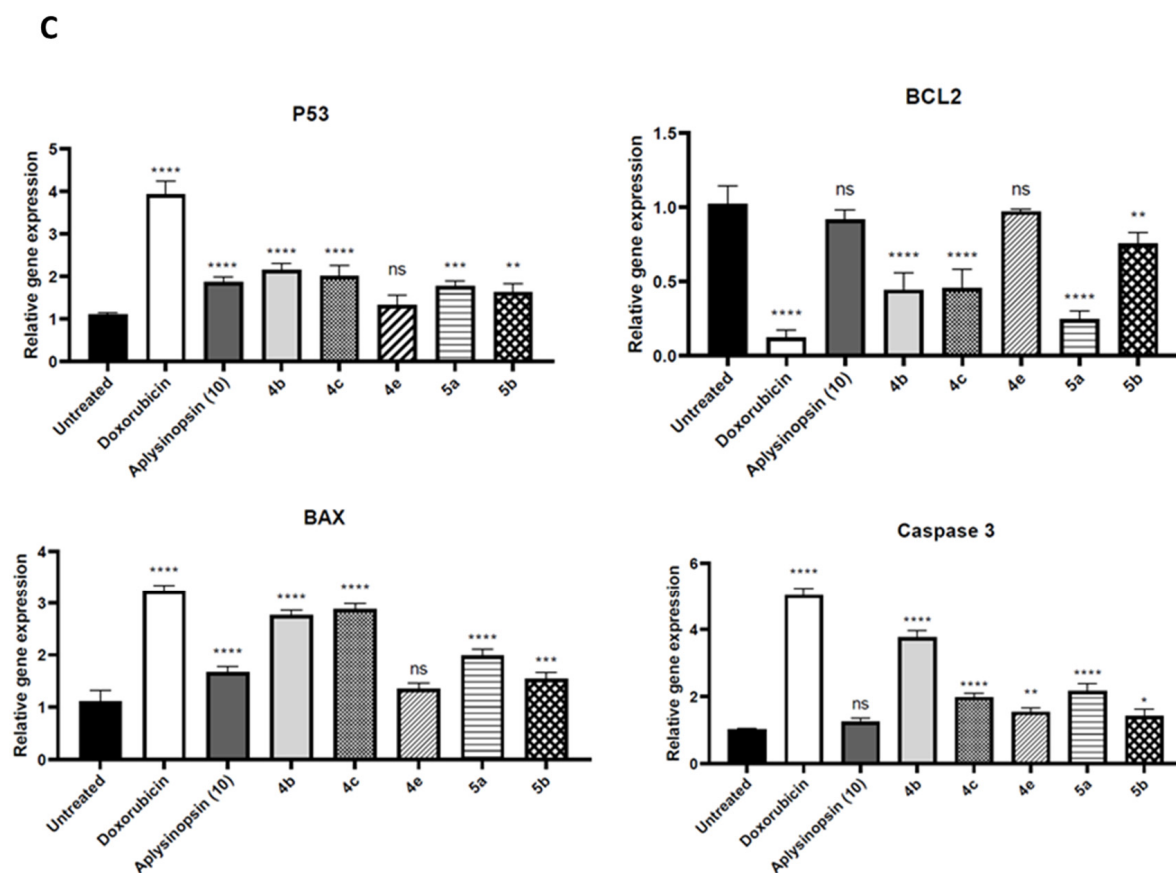 C
P53
Relative gene expression
5
4
3
2
1
0
****
****
****
****
ns
***
**
Untreated
Doxorubicin
Aplysinopsin (10)
4b
4c
4e
5a
5b
BCL2
Relative gene expression
1.5
1.0
0.5
0.0
****
ns
****
****
ns
****
**
Untreated
Doxorubicin
Aplysinopsin (10)
4b
4c
4e
5a
5b
BAX
Relative gene expression
4
3
2
1
0
****
****
****
****
ns
****
***
Untreated
Doxorubicin
Aplysinopsin (10)
4b
4c
4e
5a
5b
Caspase 3
Relative gene expression
6
4
2
0
****
ns
****
****
**
****
*
Untreated
Doxorubicin
Aplysinopsin (10)
4b
4c
4e
5a
5b